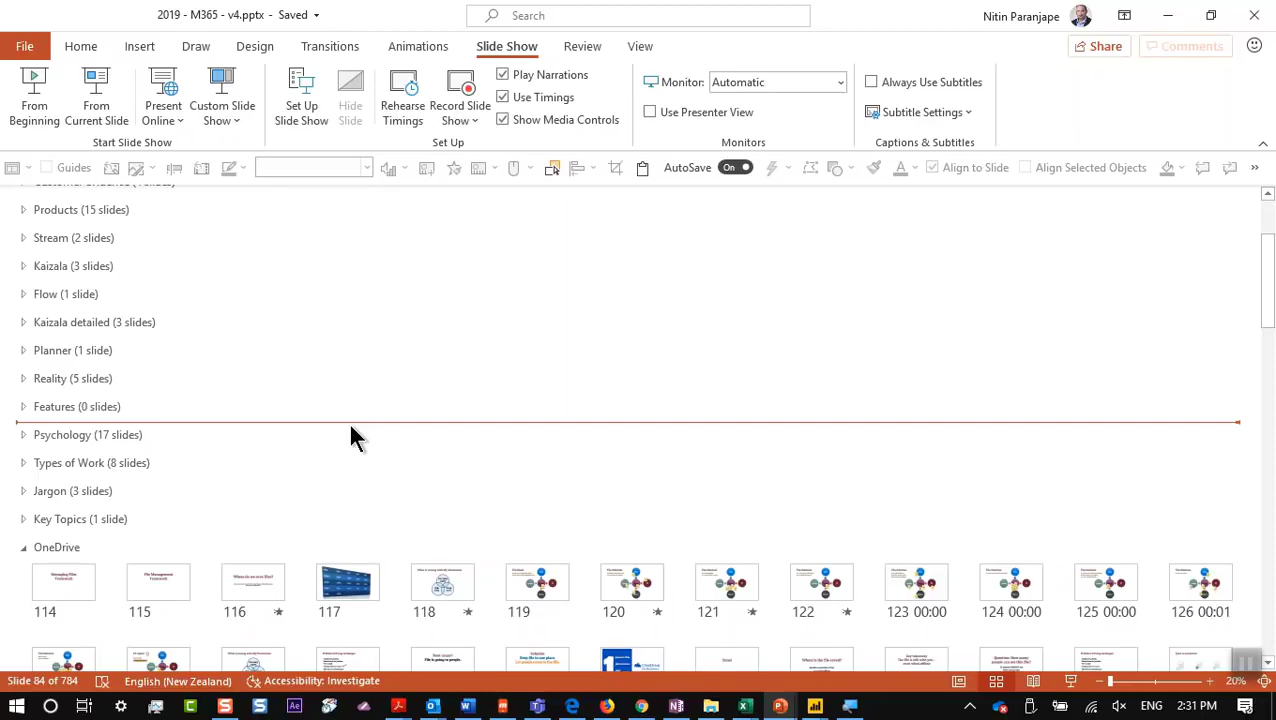 2019 - M365 - v4.pptx - Saved
Search
Nitin Paranjape
File
Home
Insert
Draw
Design
Transitions
Animations
Slide Show
Review
View
Share
Comments
From Beginning
From Current Slide
Present Online
Custom Slide Show
Set Up Slide Show
Hide Slide
Rehearse Timings
Record Slide Show
Play Narrations
Use Timings
Show Media Controls
Monitor: Automatic
Use Presenter View
Always Use Subtitles
Subtitle Settings
Start Slide Show
Set Up
Monitors
Captions & Subtitles
Guides
AutoSave On
Align to Slide
Align Selected Objects
Products (15 slides)
Stream (2 slides)
Kaizala (3 slides)
Flow (1 slide)
Kaizala detailed (3 slides)
Planner (1 slide)
Reality (5 slides)
Features (0 slides)
Psychology (17 slides)
Types of Work (8 slides)
Jargon (3 slides)
Key Topics (1 slide)
OneDrive
114
115
116
117
118
119
120
121
122
123 00:00
124 00:00
125 00:00
126 00:01
Slide 84 of 784
English (New Zealand)
Accessibility: Investigate
20%
ENG
2:31 PM